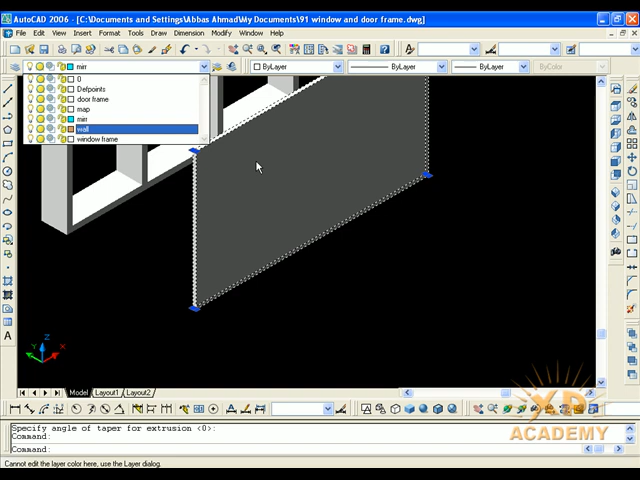 AutoCAD 2006 - [C:\Documents and Settings\Abbas Ahmad\My Documents\91 window and door frame.dwg]
File Edit View Insert Format Tools Draw Dimension Modify Window Help
mirr
ByLayer
ByLayer
ByLayer
ByColor
0
Defpoints
door frame
map
mirr
wall
window frame
Z
Y
X
Model
Layout1
Layout2
XD
ACADEMY
Specify angle of taper for extrusion <0>:
Command:
Command:
Cannot edit the layer color here, use the Layer dialog.